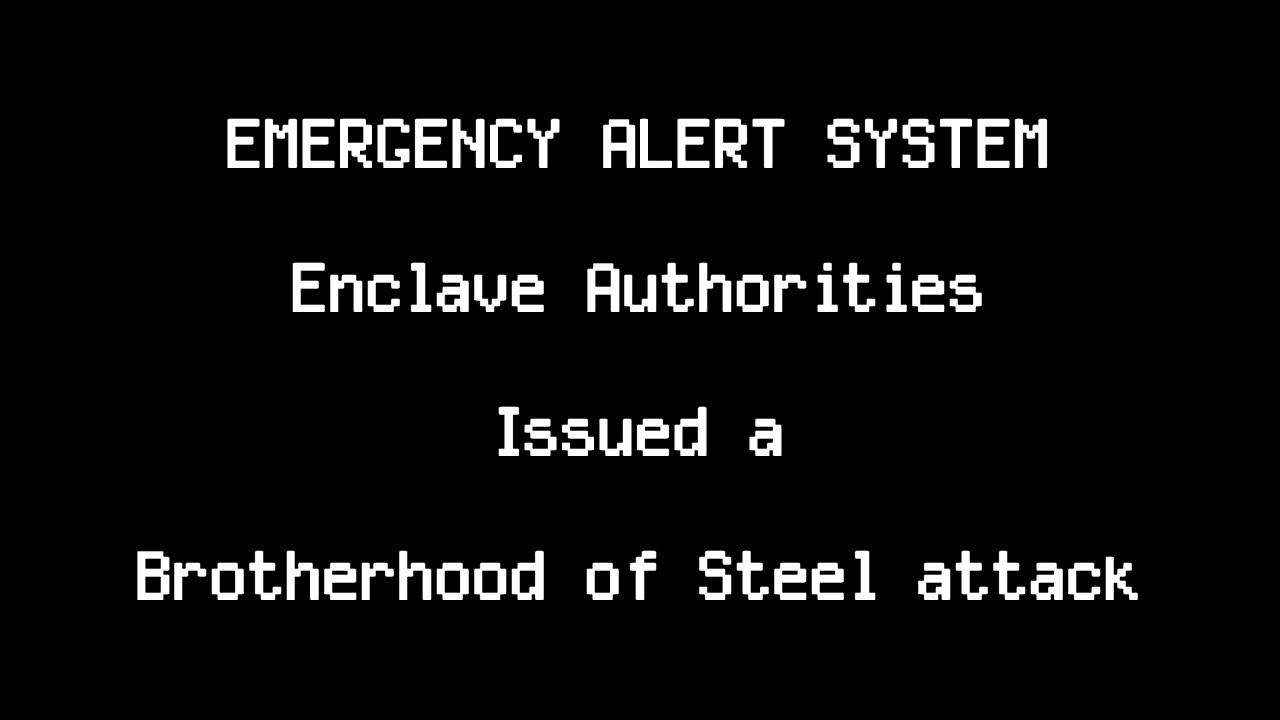 EMERGENCY ALERT SYSTEM
Enclave Authorities
Issued a
Brotherhood of Steel attack